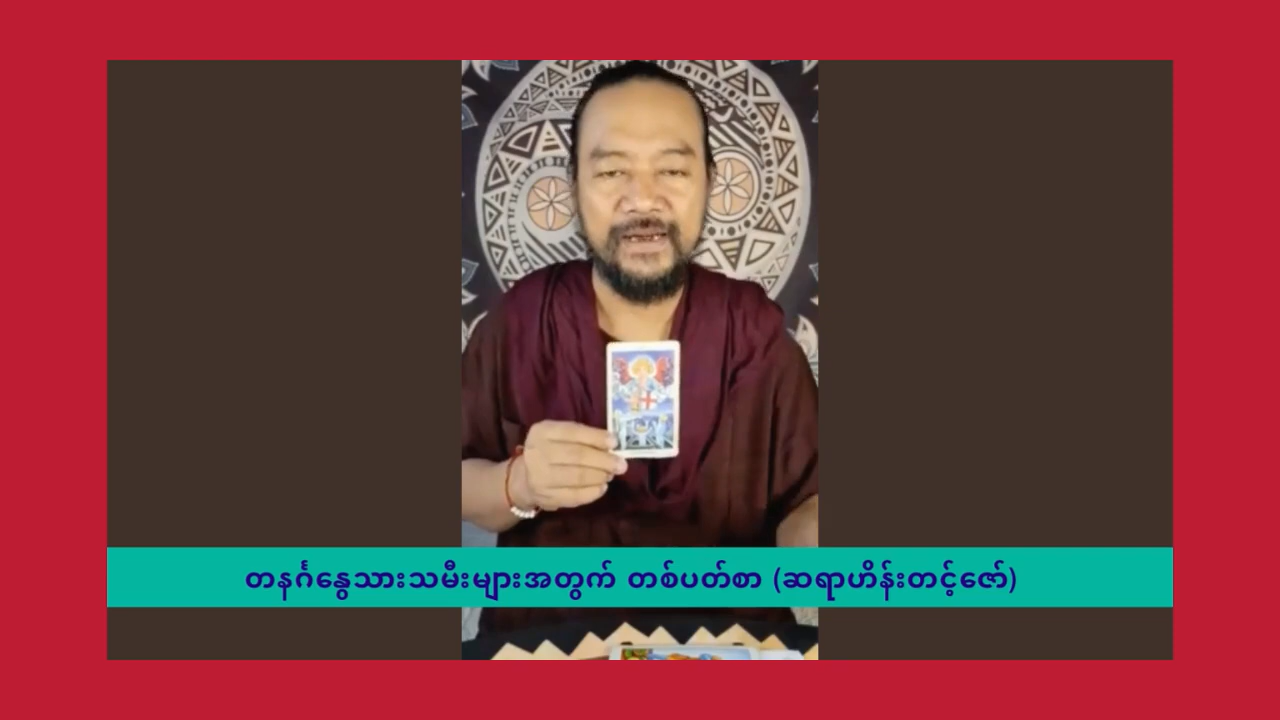 တနင်္ဂနွေသားသမီးများအတွက် တစ်ပတ်စာ (ဆရာဟိန်းတင့်ဇော်)